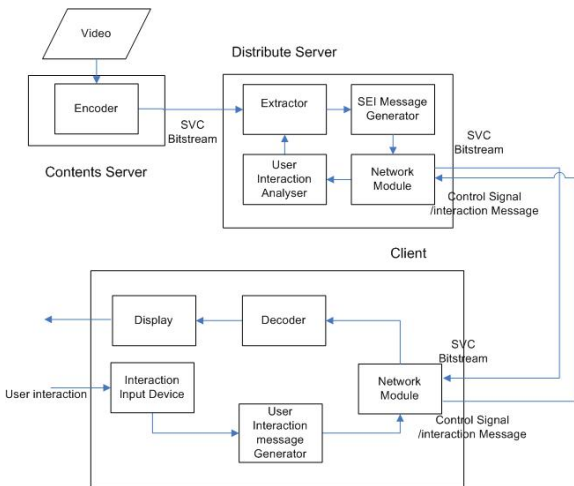 Video
Distribute Server
Encoder
Extractor
SEI Message
Generator
SVC
Bitstream
SVC
Bitstream
Contents Server
User
Interaction
Analyser
Network
Module
Control Signal
/interaction Message
Client
Display
Decoder
SVC
Bitstream
User interaction
Interaction
Input Device
Network
Module
User
Interaction
message
Generator
Control Signal
/interaction Message